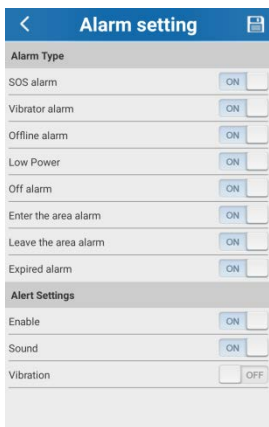 Alarm setting
Alarm Type
SOS alarm ON
Vibrator alarm ON
Offline alarm ON
Low Power ON
Off alarm ON
Enter the area alarm ON
Leave the area alarm ON
Expired alarm ON
Alert Settings
Enable ON
Sound ON
Vibration OFF